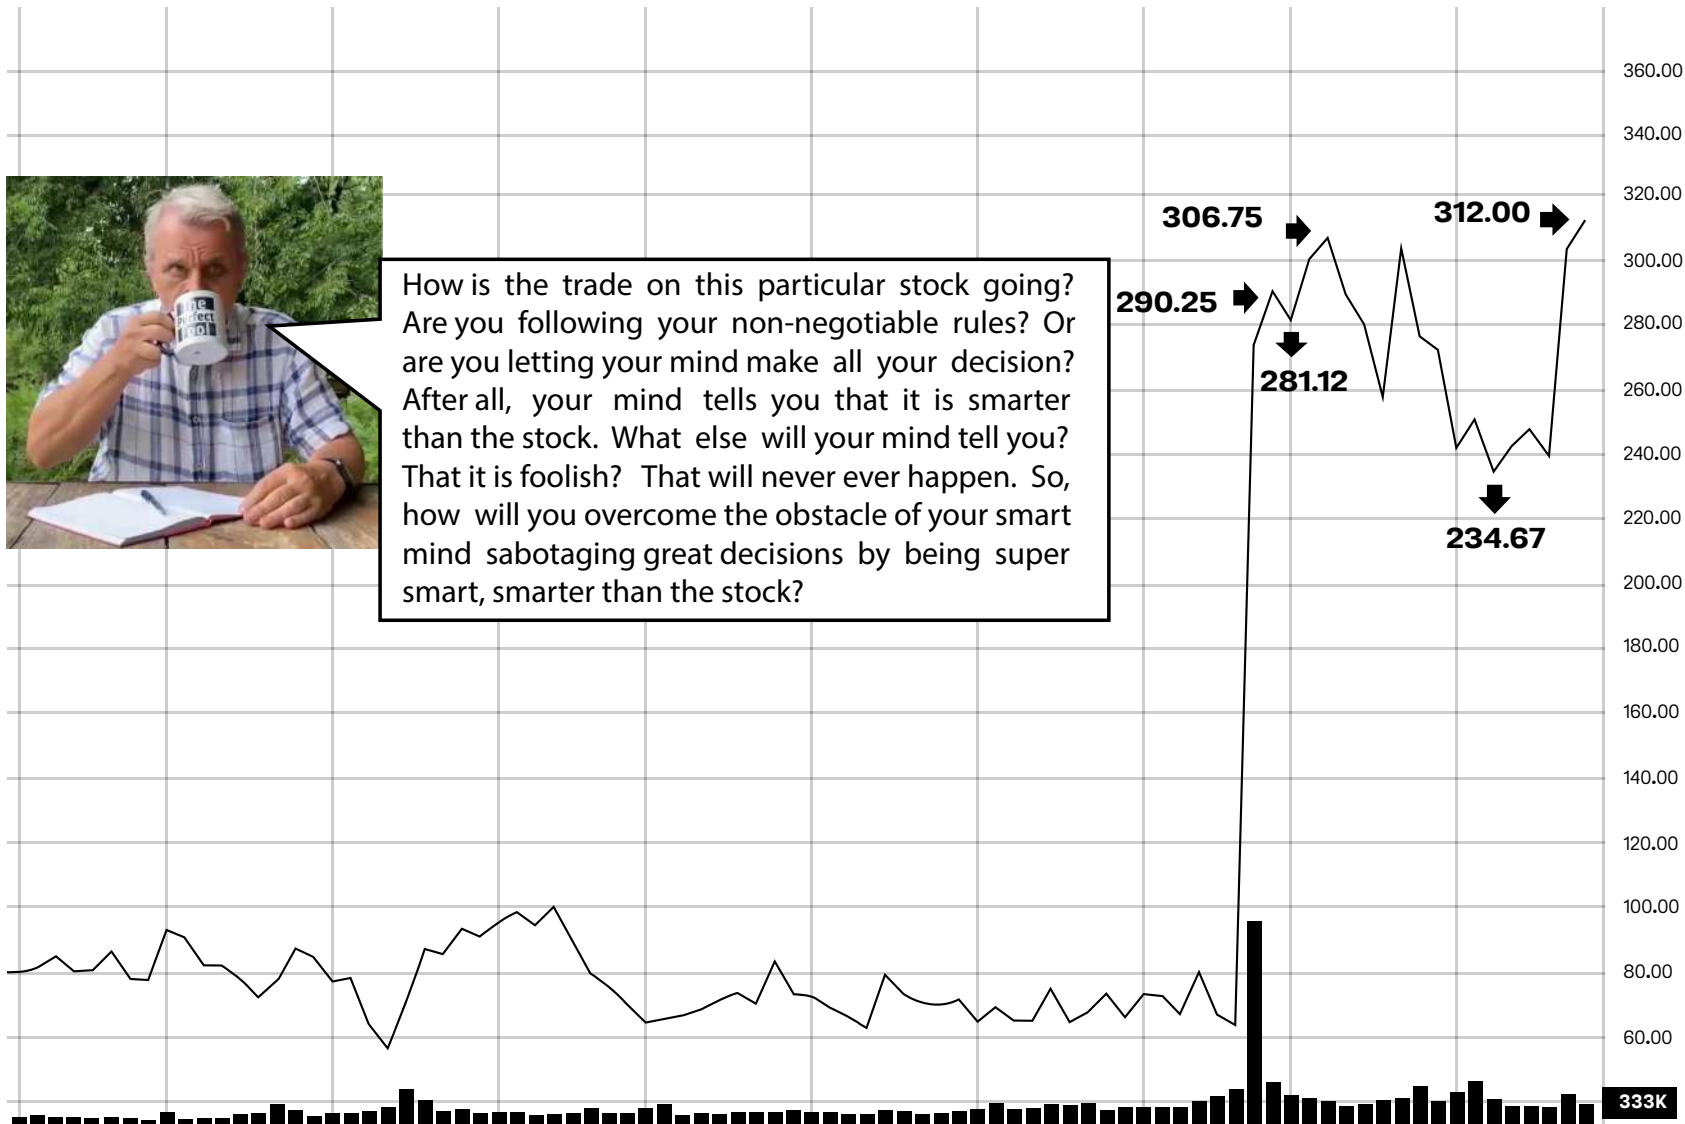 360.00
340.00
320.00
306.75
312.00
300.00
290.25
280.00
281.12
260.00
240.00
234.67
220.00
200.00
180.00
160.00
140.00
120.00
100.00
80.00
60.00
333K
The
Perfect
How is the trade on this particular stock going?
Are you following your non-negotiable rules? Or
are you letting your mind make all your decision?
After all, your mind tells you that it is smarter
than the stock. What else will your mind tell you?
That it is foolish? That will never ever happen. So,
how will you overcome the obstacle of your smart
mind sabotaging great decisions by being super
smart, smarter than the stock?